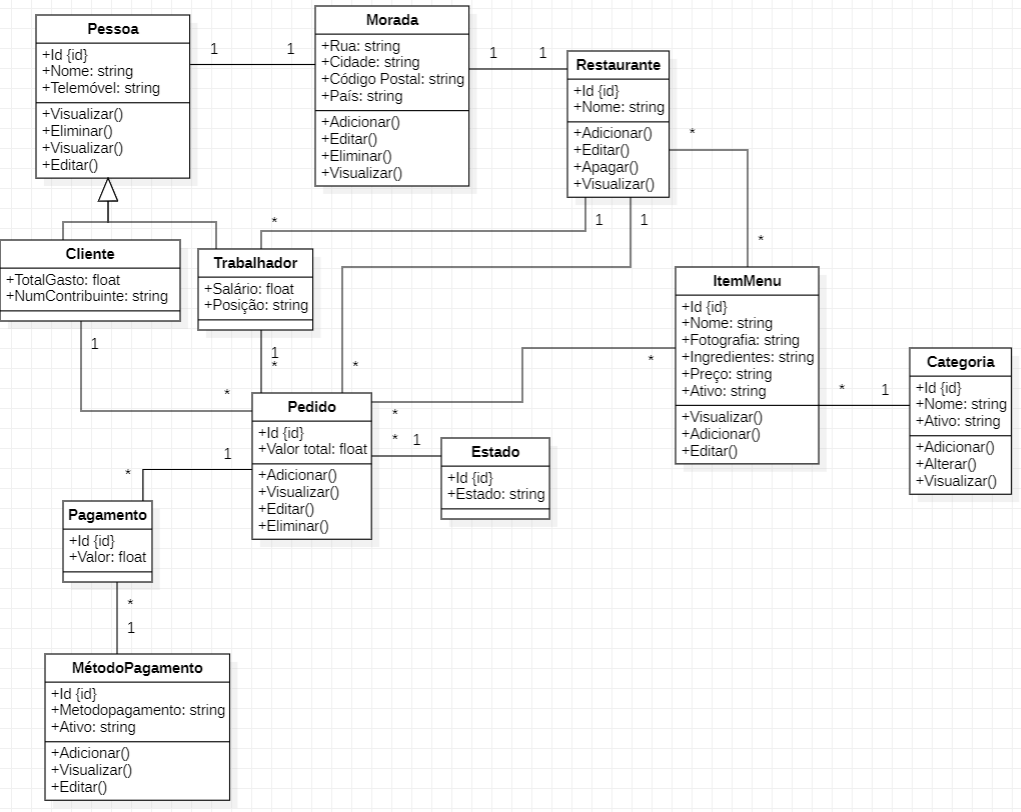 Pessoa
+Id {id}
+Nome: string
+Telemóvel: string
+Visualizar()
+Eliminar()
+Visualizar()
+Editar()
1
1
Morada
+Rua: string
+Cidade: string
+Código Postal: string
+País: string
+Adicionar()
+Editar()
+Eliminar()
+Visualizar()
1
1
Restaurante
+Id {id}
+Nome: string
+Adicionar()
+Editar()
+Apagar()
+Visualizar()
*
*
1
1
*
Cliente
+TotalGasto: float
+NumContribuinte: string
1
*
Trabalhador
+Salário: float
+Posição: string
1
*
*
ItemMenu
+Id {id}
+Nome: string
+Fotografia: string
+Ingredientes: string
+Preço: string
+Ativo: string
+Visualizar()
+Adicionar()
+Editar()
*
*
1
Categoria
+Id {id}
+Nome: string
+Ativo: string
+Adicionar()
+Alterar()
+Visualizar()
Pedido
+Id {id}
+Valor total: float
+Adicionar()
+Visualizar()
+Editar()
+Eliminar()
*
*
1
Estado
+Id {id}
+Estado: string
1
*
Pagamento
+Id {id}
+Valor: float
*
1
MétodoPagamento
+Id {id}
+Metodopagamento: string
+Ativo: string
+Adicionar()
+Visualizar()
+Editar()